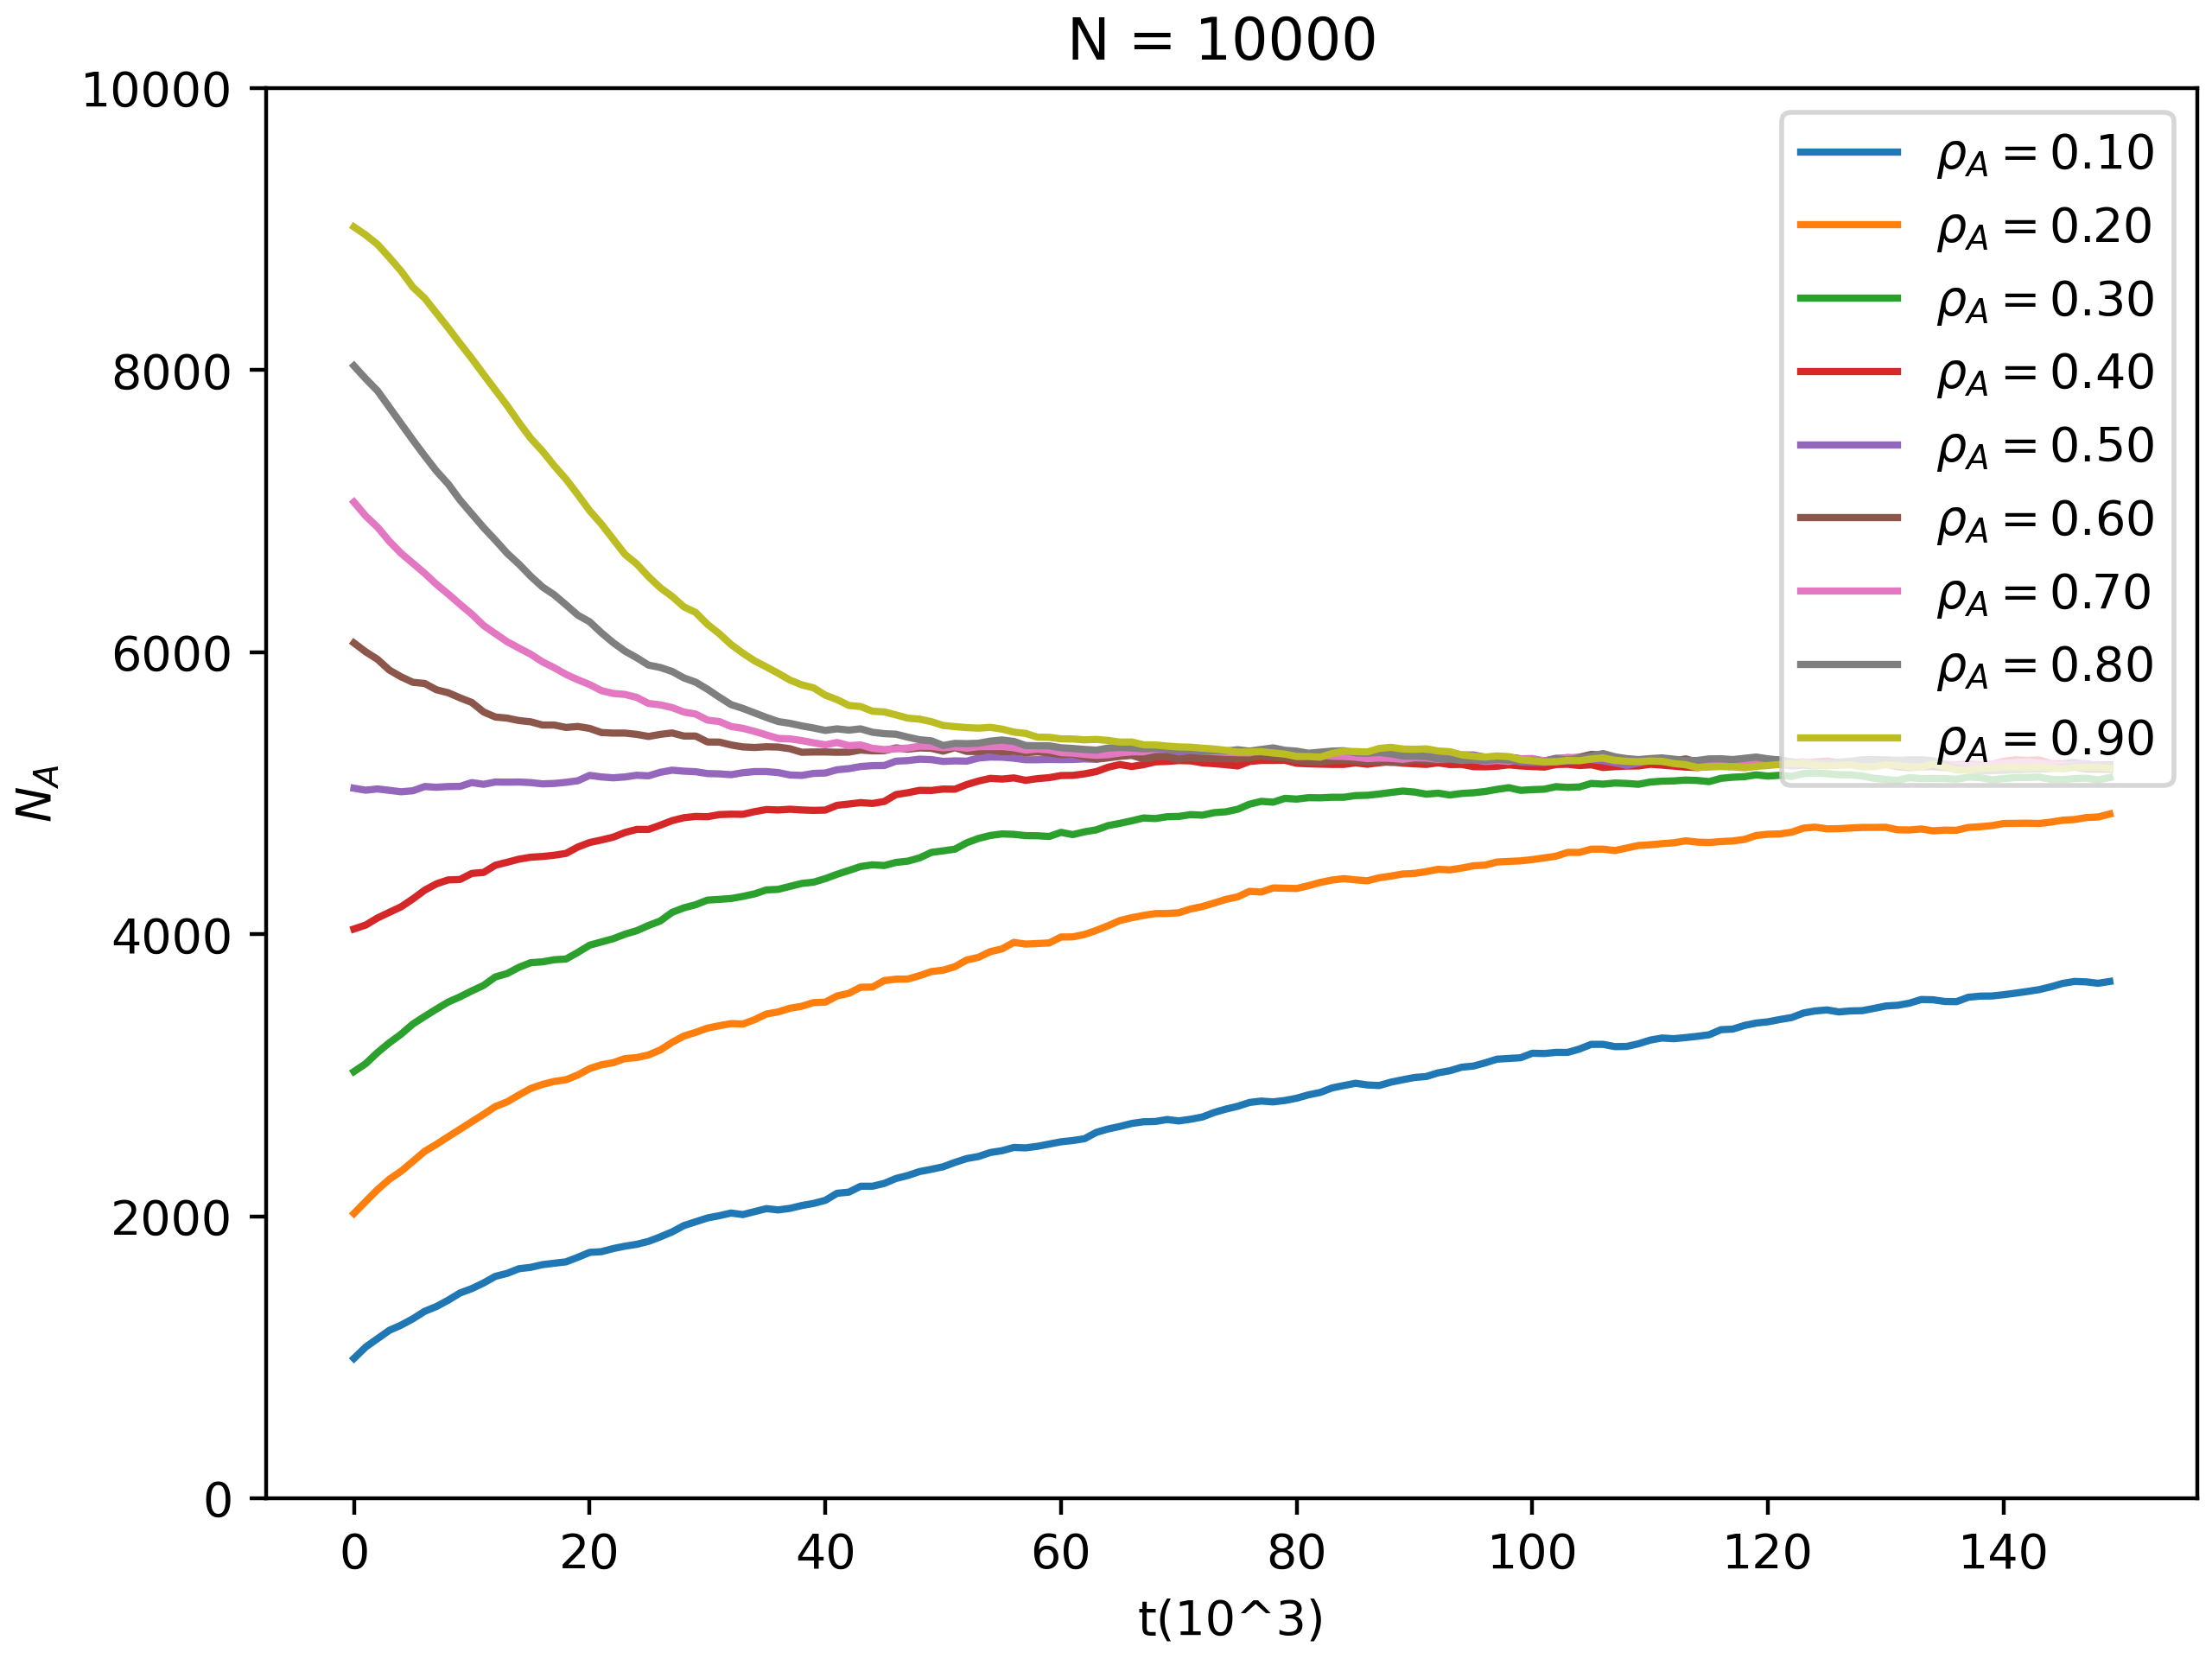 N = 10000
10000
8000
6000
4000
2000
0
N_A
0 20 40 60 80 100 120 140
t(10^3)
ρ_A = 0.10
ρ_A = 0.20
ρ_A = 0.30
ρ_A = 0.40
ρ_A = 0.50
ρ_A = 0.60
ρ_A = 0.70
ρ_A = 0.80
ρ_A = 0.90